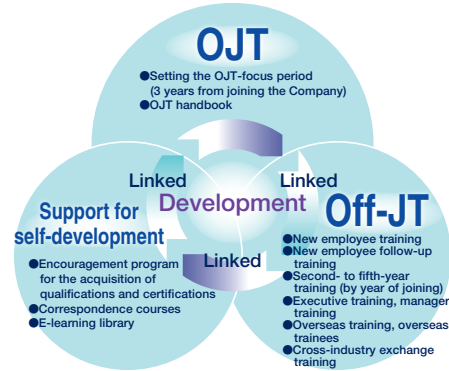 OJT
●Setting the OJT-focus period
(3 years from joining the Company)
●OJT handbook
Linked
Linked
Development
Linked
Support for
self-development
●Encouragement program
for the acquisition of
qualifications and certifications
●Correspondence courses
●E-learning library
Off-JT
●New employee training
●New employee follow-up
training
●Second- to fifth-year
training (by year of joining)
●Executive training, manager
training
●Overseas training, overseas
trainees
●Cross-industry exchange
training